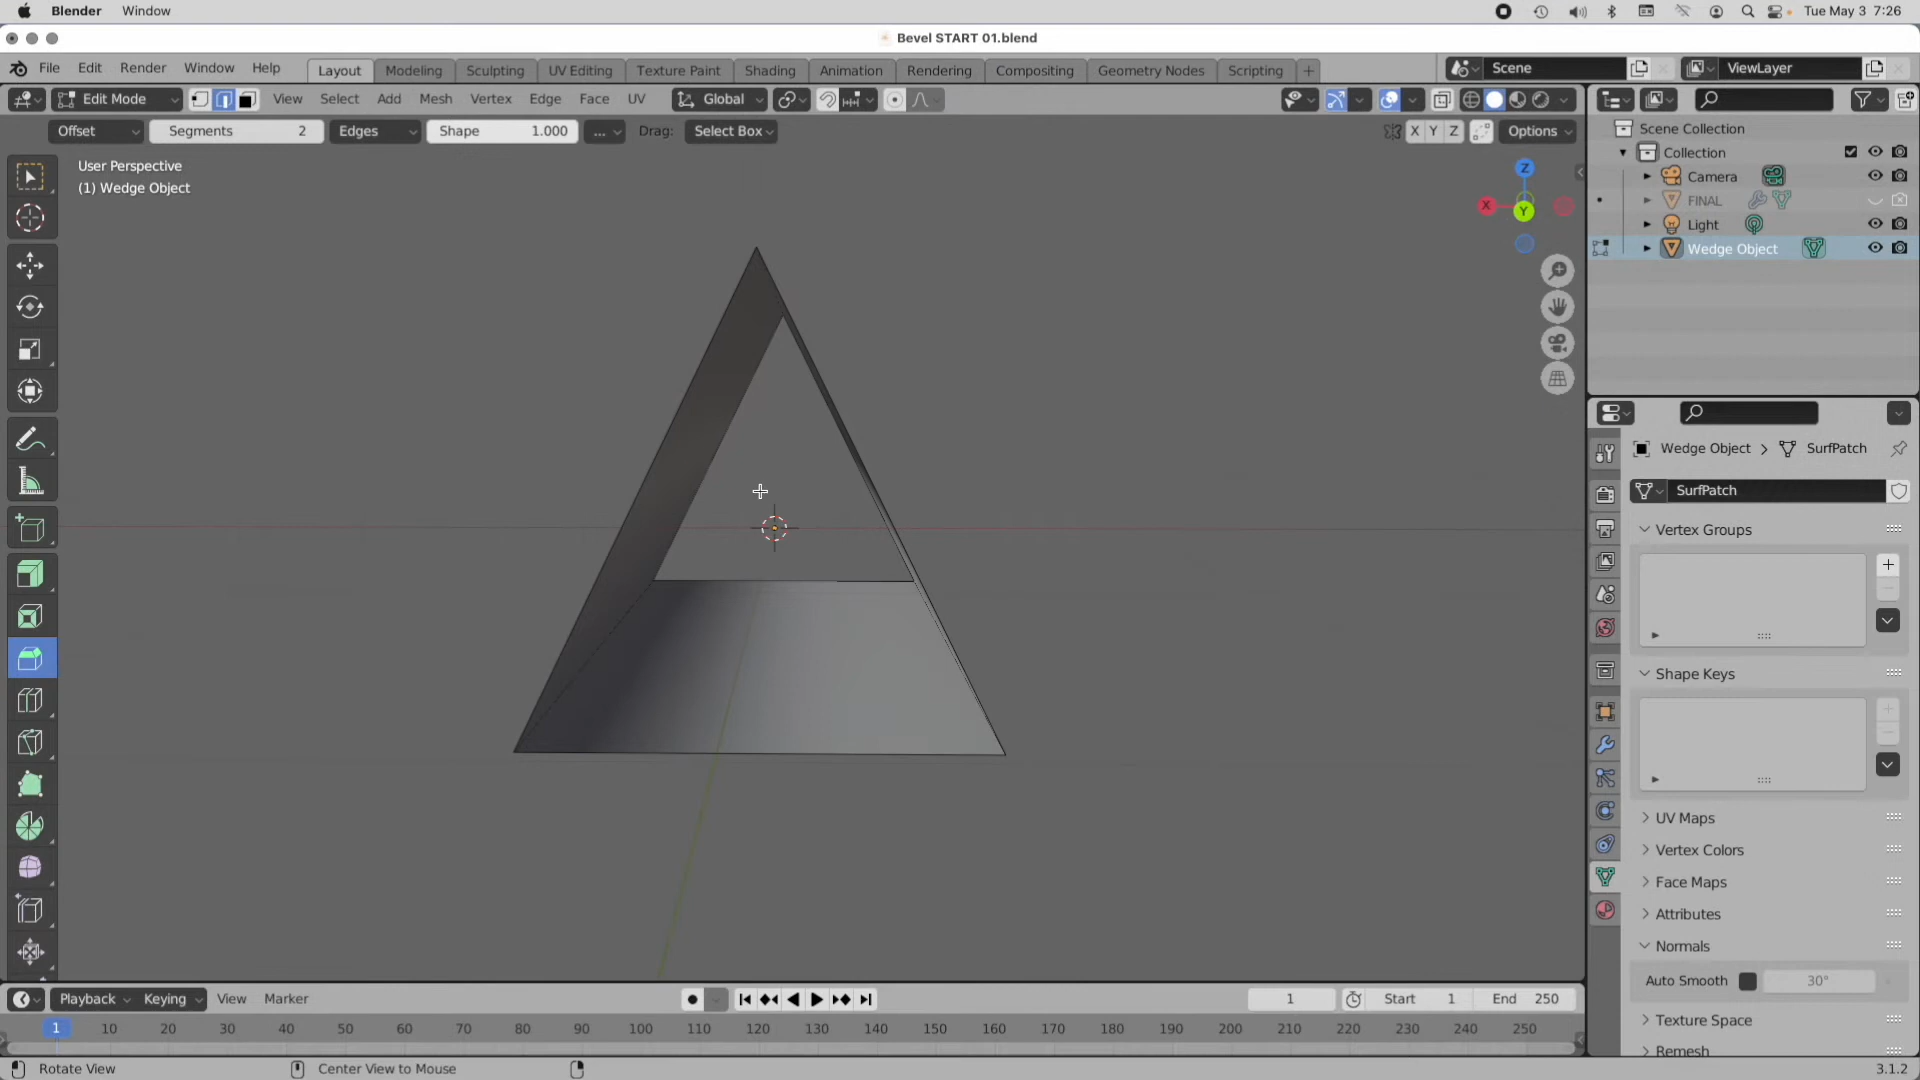 Blender Window Tue May 3 7:26
Bevel START 01.blend
File Edit Render Window Help Layout Modeling Sculpting UV Editing Texture Paint Shading Animation Rendering Compositing Geometry Nodes Scripting + Scene ViewLayer
Edit Mode View Select Add Mesh Vertex Edge Face UV Global
Offset Segments 2 Edges Shape 1.000 ... Drag: Select Box X Y Z Options
Scene Collection
Collection
Camera
FINAL
Light
Wedge Object
User Perspective
(1) Wedge Object
Z
X
Y
Wedge Object > SurfPatch
SurfPatch
Vertex Groups
Shape Keys
UV Maps
Vertex Colors
Face Maps
Attributes
Normals
Auto Smooth 30°
Texture Space
Remesh
Playback Keying View Marker 1 Start 1 End 250
1 10 20 30 40 50 60 70 80 90 100 110 120 130 140 150 160 170 180 190 200 210 220 230 240 250
Rotate View Center View to Mouse 3.1.2